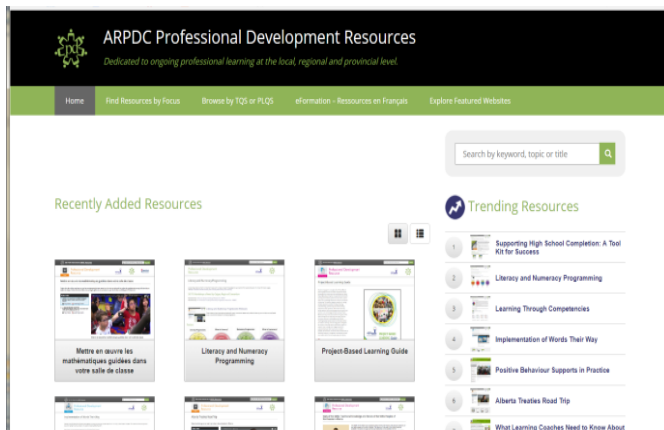 ARPDC Professional Development Resources
Dedicated to ongoing professional learning at the local, regional and provincial level.
Home
Find Resources by Focus
Browse by TQS or PLQS
eFormation - Ressources en Français
Explore Featured Websites
Search by keyword, topic or title
Recently Added Resources
Mettre en œuvre les
mathématiques guidées dans
votre salle de classe
Literacy and Numeracy
Programming
Project-Based Learning Guide
Trending Resources
1
Supporting High School Completion: A Tool
Kit for Success
2
Literacy and Numeracy Programming
3
Learning Through Competencies
4
Implementation of Words Their Way
5
Positive Behaviour Supports in Practice
6
Alberta Treaties Road Trip
What Learning Coaches Need to Know About